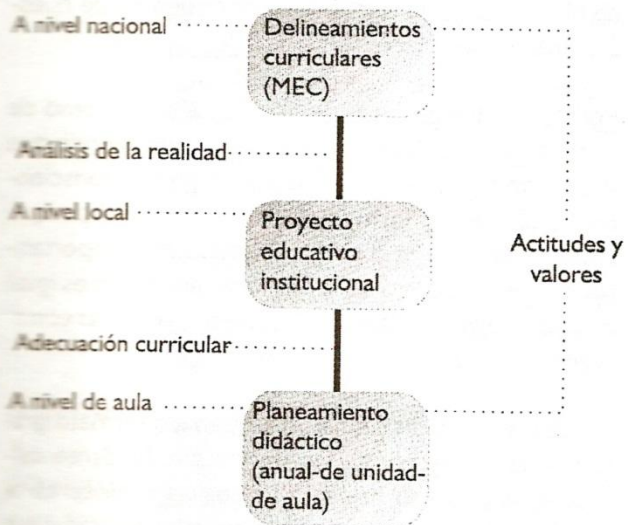 A nivel nacional
Delineamientos
curriculares
(MEC)
Análisis de la realidad
A nivel local
Proyecto
educativo
institucional
Actitudes y
valores
Adecuación curricular
A nivel de aula
Planeamiento
didáctico
(anual-de unidad-
de aula)